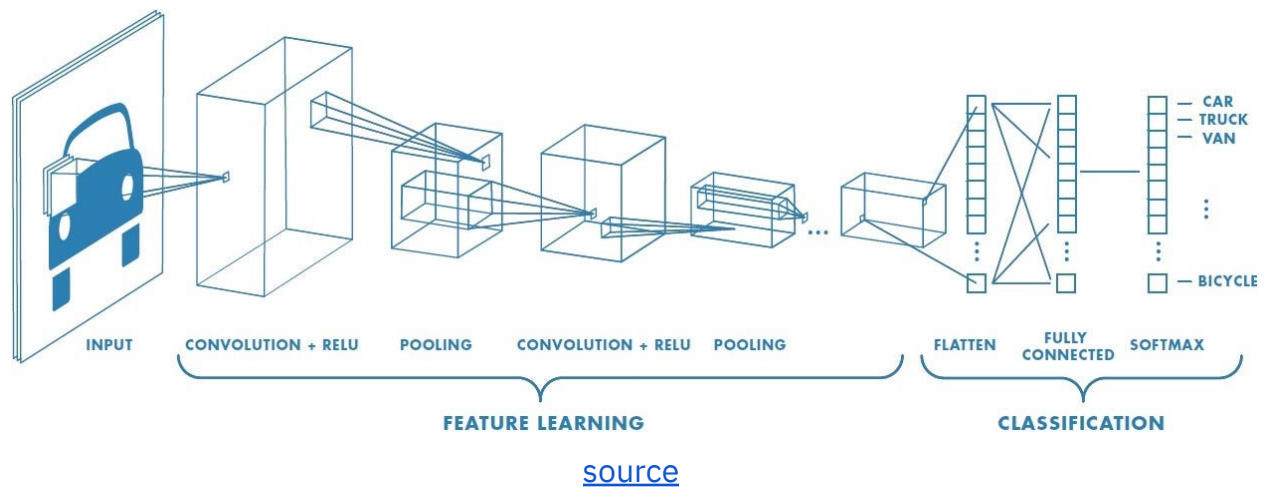 CAR
TRUCK
VAN
BICYCLE
INPUT
CONVOLUTION + RELU
POOLING
CONVOLUTION + RELU
POOLING
FLATTEN
FULLY
CONNECTED
SOFTMAX
FEATURE LEARNING
CLASSIFICATION
source